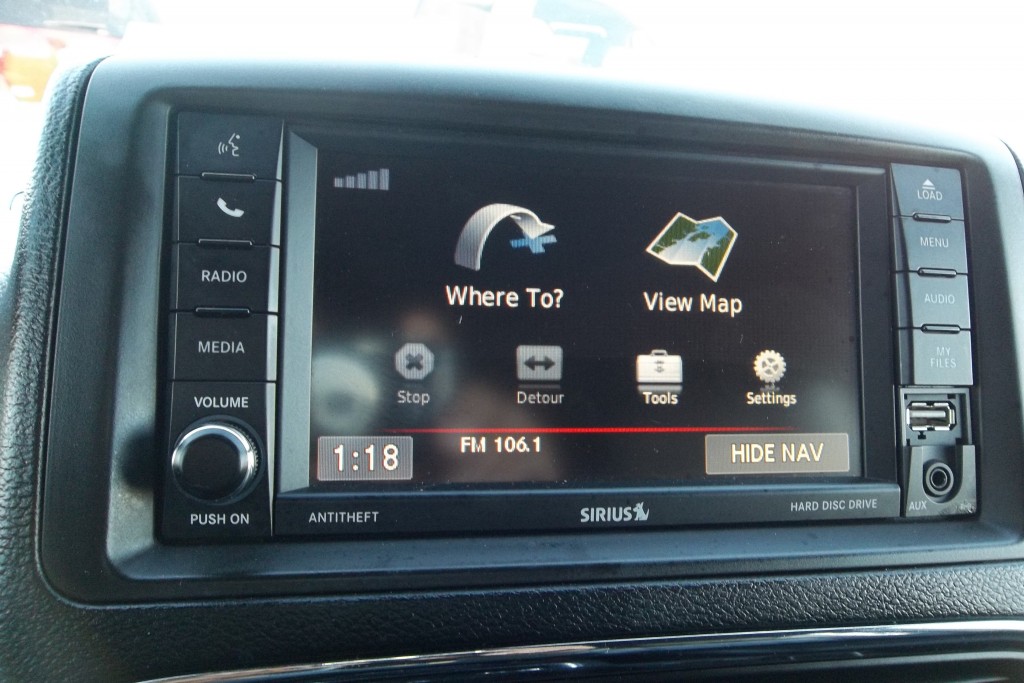 RADIO
MEDIA
VOLUME
PUSH ON
Where To?
View Map
Stop
Detour
Tools
Settings
1:18
FM 106.1
HIDE NAV
ANTITHEFT
SIRIUS
HARD DISC DRIVE
LOAD
MENU
AUDIO
MY
FILES
AUX